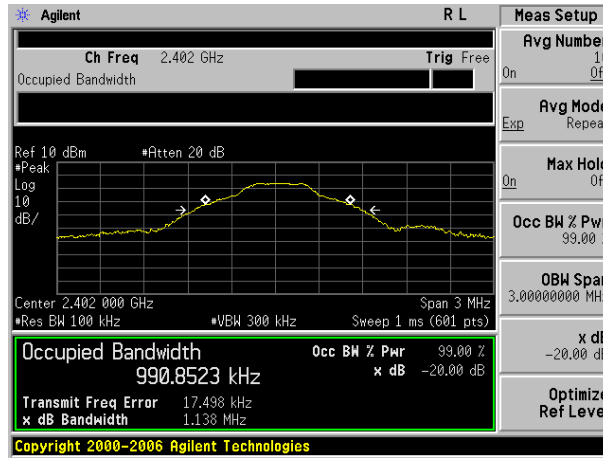 Agilent R L Meas Setup
Ch Freq 2.402 GHz Trig Free
Occupied Bandwidth
Ref 10 dBm #Atten 20 dB
#Peak
Log
10
dB/
Center 2.402 000 GHz Span 3 MHz
#Res BW 100 kHz #VBW 300 kHz Sweep 1 ms (601 pts)
Occupied Bandwidth Occ BW % Pwr 99.00 %
990.8523 kHz x dB -20.00 dB
Transmit Freq Error 17.498 kHz
x dB Bandwidth 1.138 MHz
Copyright 2000-2006 Agilent Technologies
Avg Number
10
On Of
Avg Mode
Exp Repea
Max Hold
On Of
Occ BW % Pwr
99.00
OBW Span
3.00000000 MH
x dB
-20.00 d
Optimize
Ref Leve